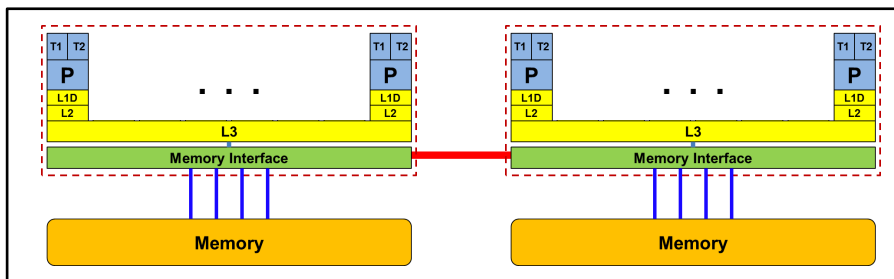 T1 T2 T1 T2 T1 T2 T1 T2
P . . . P P . . . P
L1D L1D L1D L1D
L2 L2 L2 L2
L3 L3
Memory Interface Memory Interface
Memory Memory